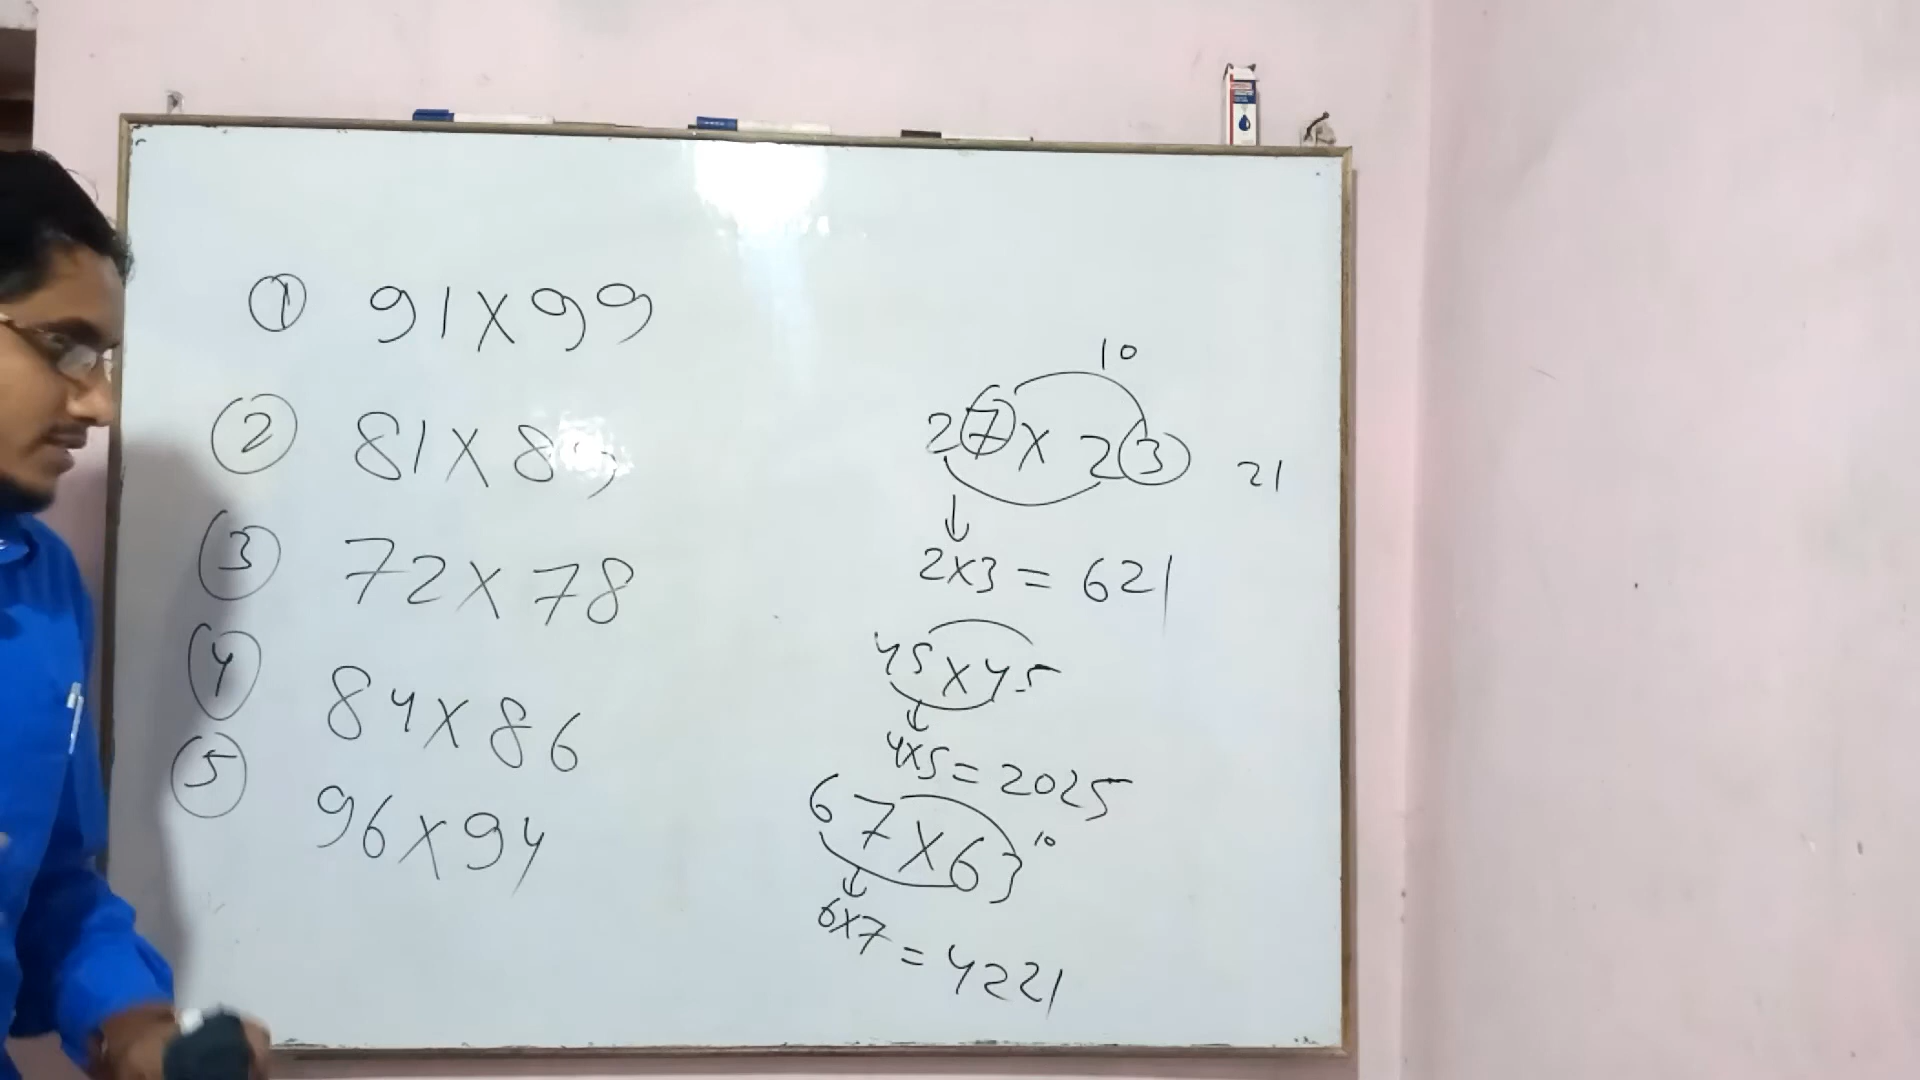 ① 91 X 99
② 81 X 89
③ 72 X 78
④ 84 X 86
⑤ 96 X 94
10
27 X 23
21
↓
2X3 = 621
45 X 45
↓
4X5 = 2025
67 X 63
10
↓
6X7 = 4221